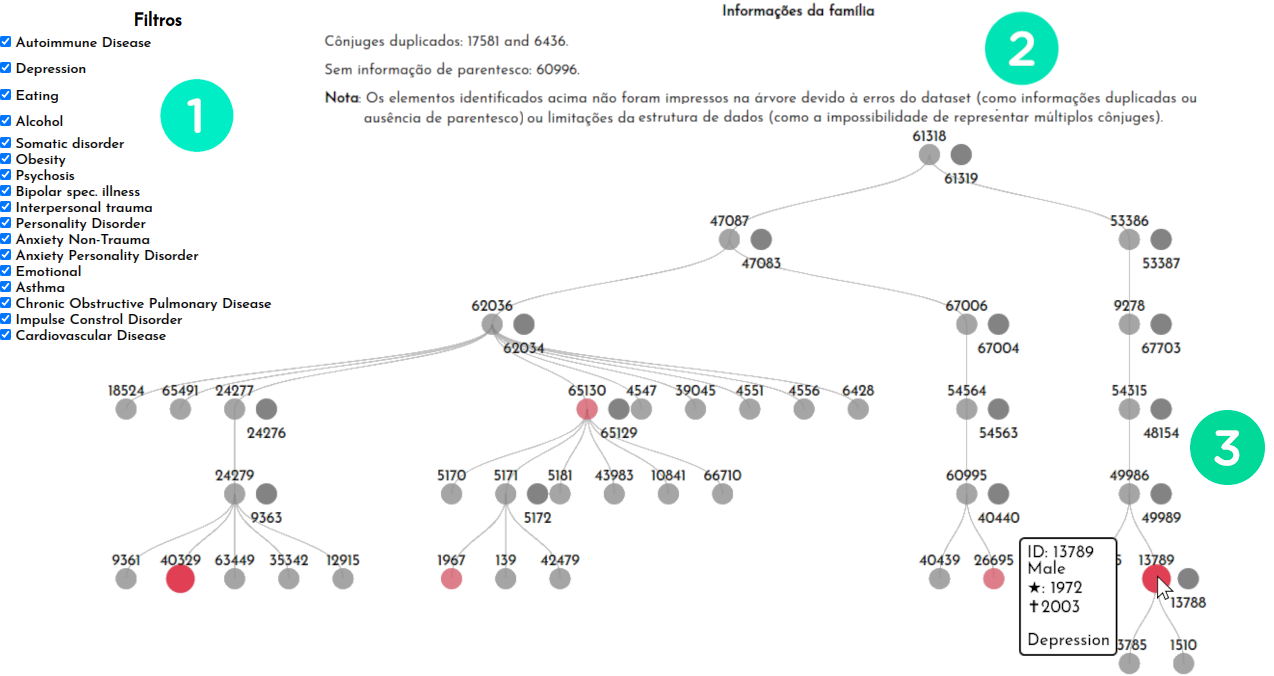 Filtros
Autoimmune Disease
Depression
Eating
Alcohol
Somatic disorder
Obesity
Psychosis
Bipolar spec. illness
Interpersonal trauma
Personality Disorder
Anxiety Non-Trauma
Anxiety Personality Disorder
Emotional
Asthma
Chronic Obstructive Pulmonary Disease
Impulse Constrol Disorder
Cardiovascular Disease
1
Informações da família
Cônjuges duplicados: 17581 and 6436.
Sem informação de parentesco: 60996.
Nota: Os elementos identificados acima não foram impressos na árvore devido à erros do dataset (como informações duplicadas ou
ausência de parentesco) ou limitações da estrutura de dados (como a impossibilidade de representar múltiplos cônjuges).
2
61318
61319
47087 53386
47083 53387
62036 67006 9278
62034 67004 67703
18524 65491 24277 65130 4547 39045 4551 4556 6428 54564 54315
24276 65129 54563 48154
3
24279 5170 5171 5181 43983 10841 66710 60995 49986
9363 5172 40440 49989
9361 40329 63449 35342 12915 1967 139 42479 40439 26695 5 13789
13788
ID: 13789
Male
★: 1972
✝2003
Depression
3785 1510